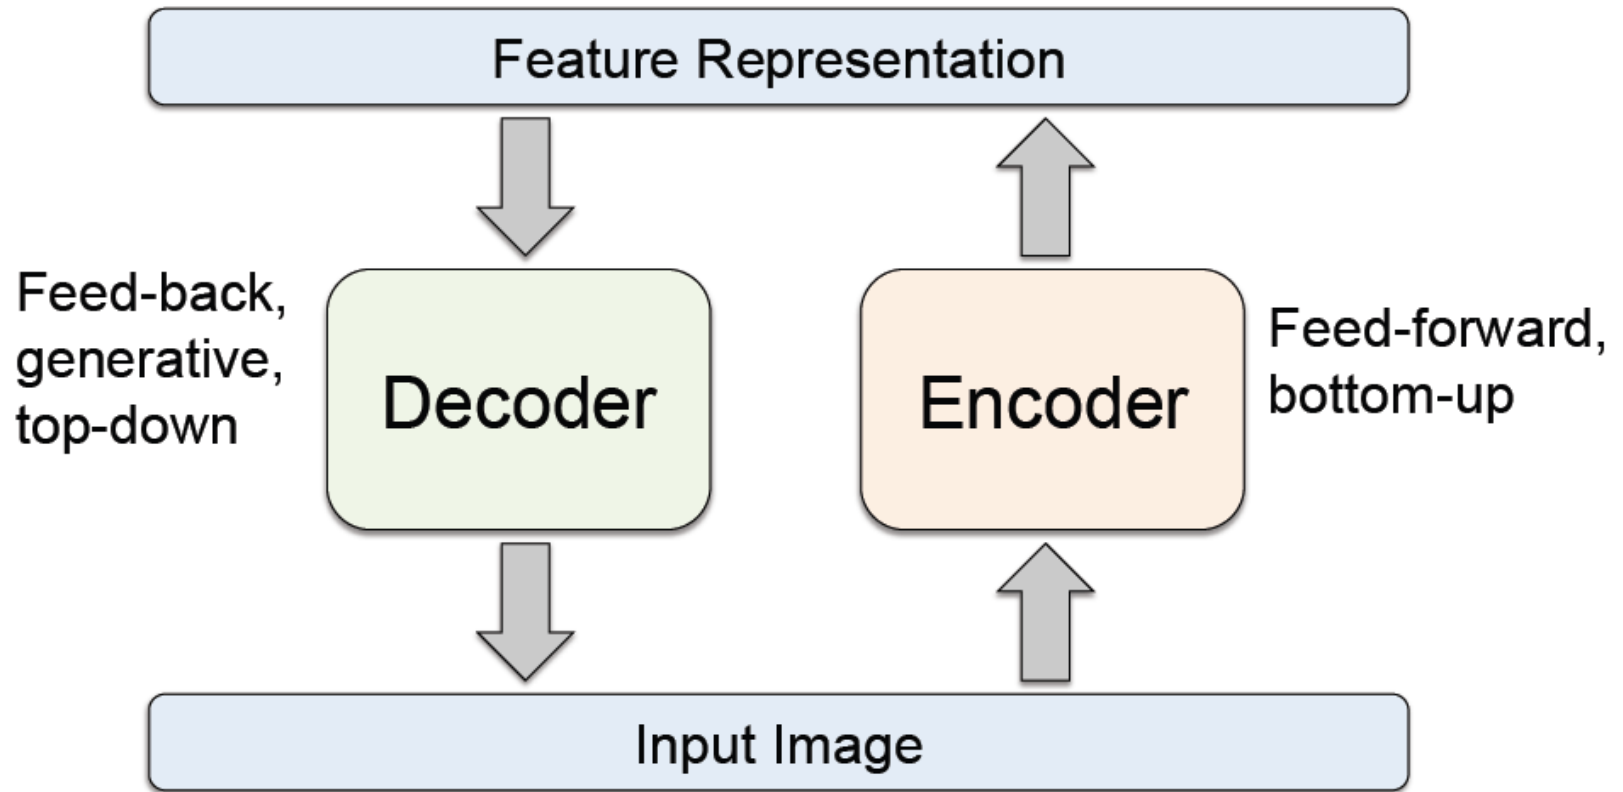 Feature Representation
Feed-back,
generative,
top-down
Decoder
Encoder
Feed-forward,
bottom-up
Input Image